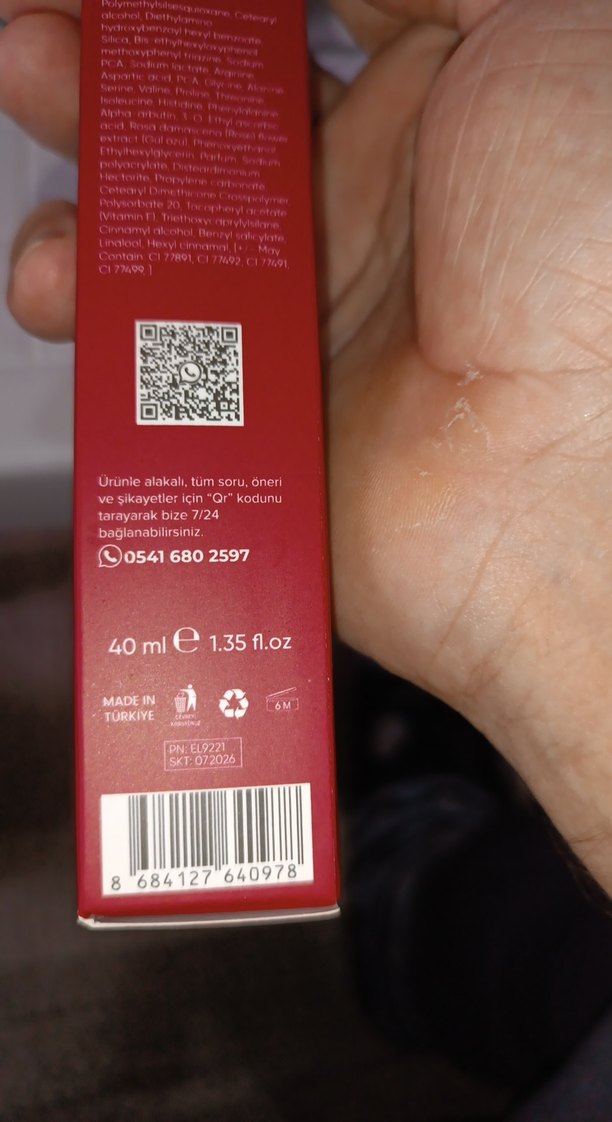 Polymethylsilsesquioxane, Cetearyl
alcohol, Diethylamino
hydroxybenzoyl hexyl benzoate,
Silica, Bis-ethylhexyloxyphenol
methoxyphenyl triazine, Sodium
PCA, Sodium lactate, Arginine,
Aspartic acid, PCA, Glycine, Alanine,
Serine, Valine, Proline, Threonine,
Isoleucine, Histidine, Phenylalanine,
Alpha-arbutin, 3-O-Ethyl ascorbic
acid, Rosa damascena (Rose) flower
extract (Gül özü), Phenoxyethanol,
Ethylhexylglycerin, Parfum, Sodium
polyacrylate, Disteardimonium
Hectorite, Propylene carbonate,
Cetearyl Dimethicone Crosspolymer,
Polysorbate 20, Tocopheryl acetate
(Vitamin E), Triethoxycaprylylsilane,
Cinnamyl alcohol, Benzyl salicylate,
Linalool, Hexyl cinnamal, [+/- May
Contain: CI 77891, CI 77492, CI 77491,
CI 77499, ]
Ürünle alakalı, tüm soru, öneri
ve şikayetler için "Qr" kodunu
tarayarak bize 7/24
bağlanabilirsiniz.
0541 680 2597
40 ml e 1.35 fl.oz
MADE IN
TÜRKİYE
ÇEVREYİ
KORUYUNUZ
6 M
PN: EL9221
SKT: 072026
8 684127 640978